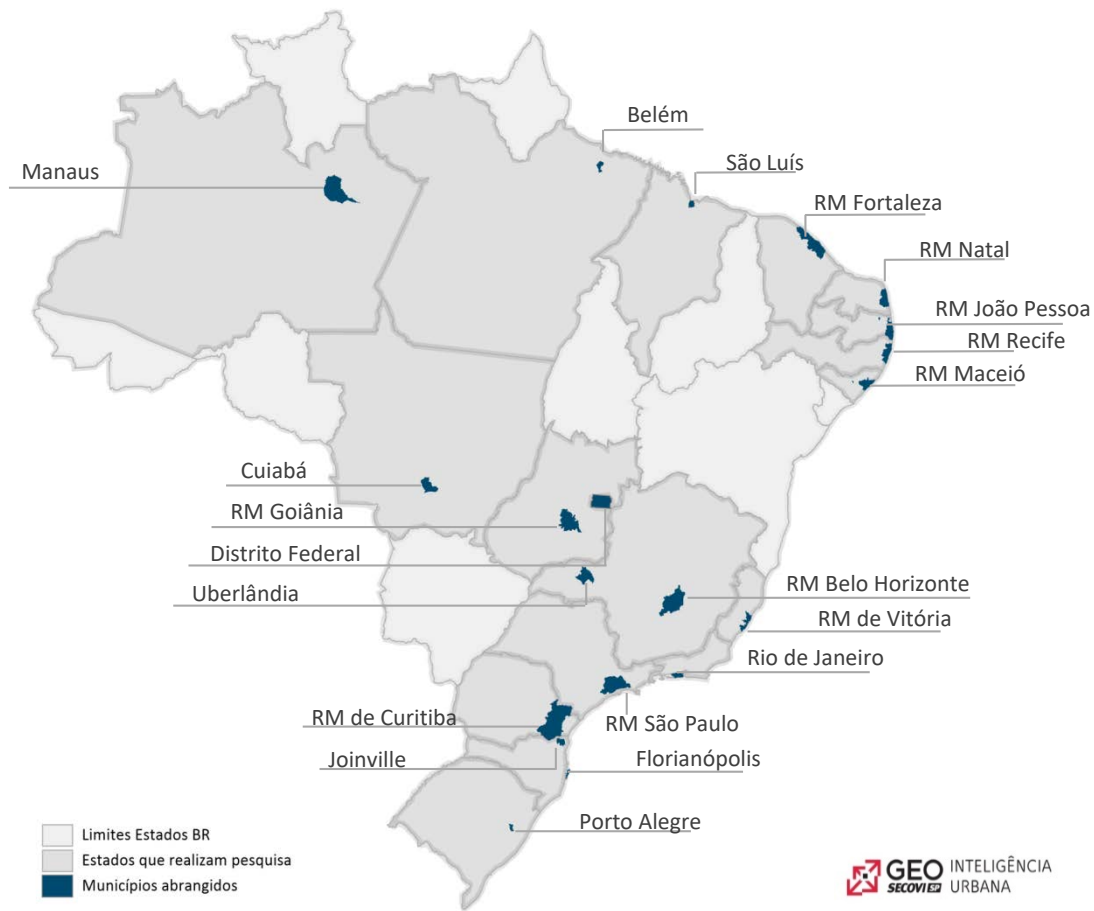 Belém
Manaus
São Luís
RM Fortaleza
RM Natal
RM João Pessoa
RM Recife
RM Maceió
Cuiabá
RM Goiânia
Distrito Federal
Uberlândia
RM Belo Horizonte
RM de Vitória
Rio de Janeiro
RM de Curitiba
RM São Paulo
Joinville
Florianópolis
Porto Alegre
Limites Estados BR
Estados que realizam pesquisa
Municípios abrangidos
GEO
SECOVI SP
INTELIGÊNCIA
URBANA